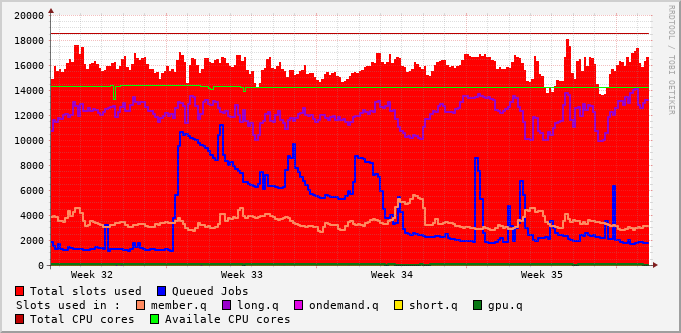 20000
18000
16000
14000
12000
10000
8000
6000
4000
2000
0
Week 32 Week 33 Week 34 Week 35
RRDTOOL / TOBI OETIKER
Total slots used Queued Jobs
Slots used in : member.q long.q ondemand.q short.q gpu.q
Total CPU cores Availale CPU cores